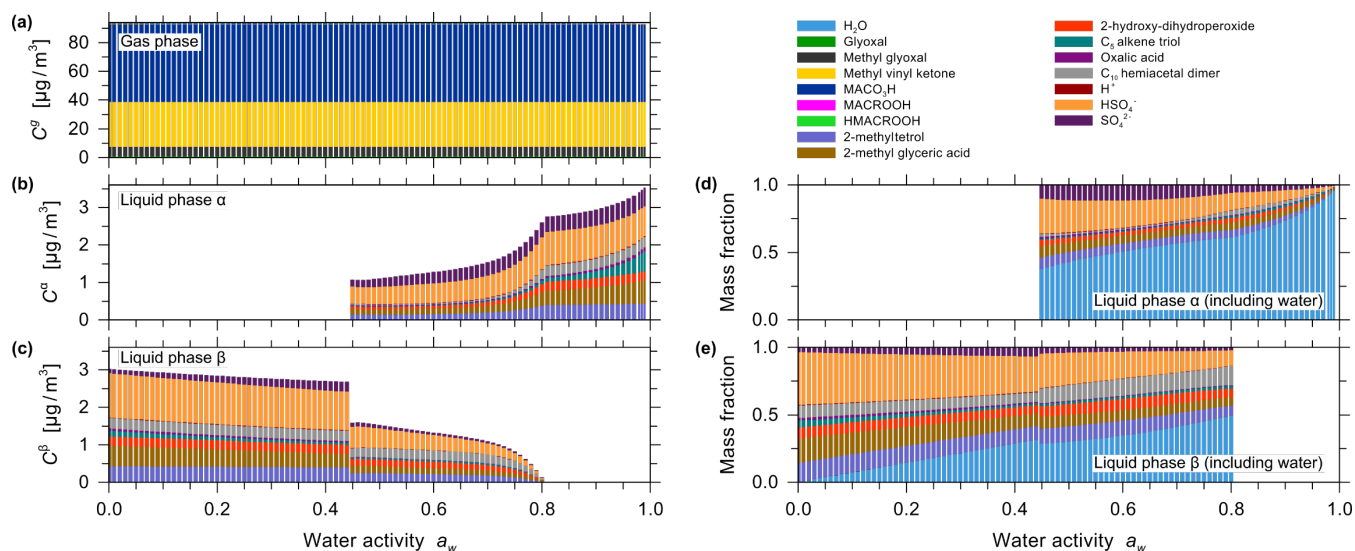 (a)
Gas phase
C^g [µg / m³]
80
60
40
20
0
H₂O
Glyoxal
Methyl glyoxal
Methyl vinyl ketone
MACO₃H
MACROOH
HMACROOH
2-methyltetrol
2-methyl glyceric acid
2-hydroxy-dihydroperoxide
C₅ alkene triol
Oxalic acid
C₁₀ hemiacetal dimer
H⁺
HSO₄⁻
SO₄²⁻
(b)
Liquid phase α
C^α [µg / m³]
3
2
1
0
(c)
Liquid phase β
C^β [µg / m³]
3
2
1
0
0.0 0.2 0.4 0.6 0.8 1.0
Water activity a_w
(d)
Mass fraction
1.0
0.5
0.0
Liquid phase α (including water)
(e)
Mass fraction
1.0
0.5
0.0
Liquid phase β (including water)
0.0 0.2 0.4 0.6 0.8 1.0
Water activity a_w